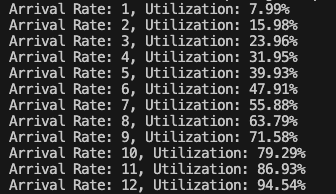 Arrival Rate: 1, Utilization: 7.99%
Arrival Rate: 2, Utilization: 15.98%
Arrival Rate: 3, Utilization: 23.96%
Arrival Rate: 4, Utilization: 31.95%
Arrival Rate: 5, Utilization: 39.93%
Arrival Rate: 6, Utilization: 47.91%
Arrival Rate: 7, Utilization: 55.88%
Arrival Rate: 8, Utilization: 63.79%
Arrival Rate: 9, Utilization: 71.58%
Arrival Rate: 10, Utilization: 79.29%
Arrival Rate: 11, Utilization: 86.93%
Arrival Rate: 12, Utilization: 94.54%